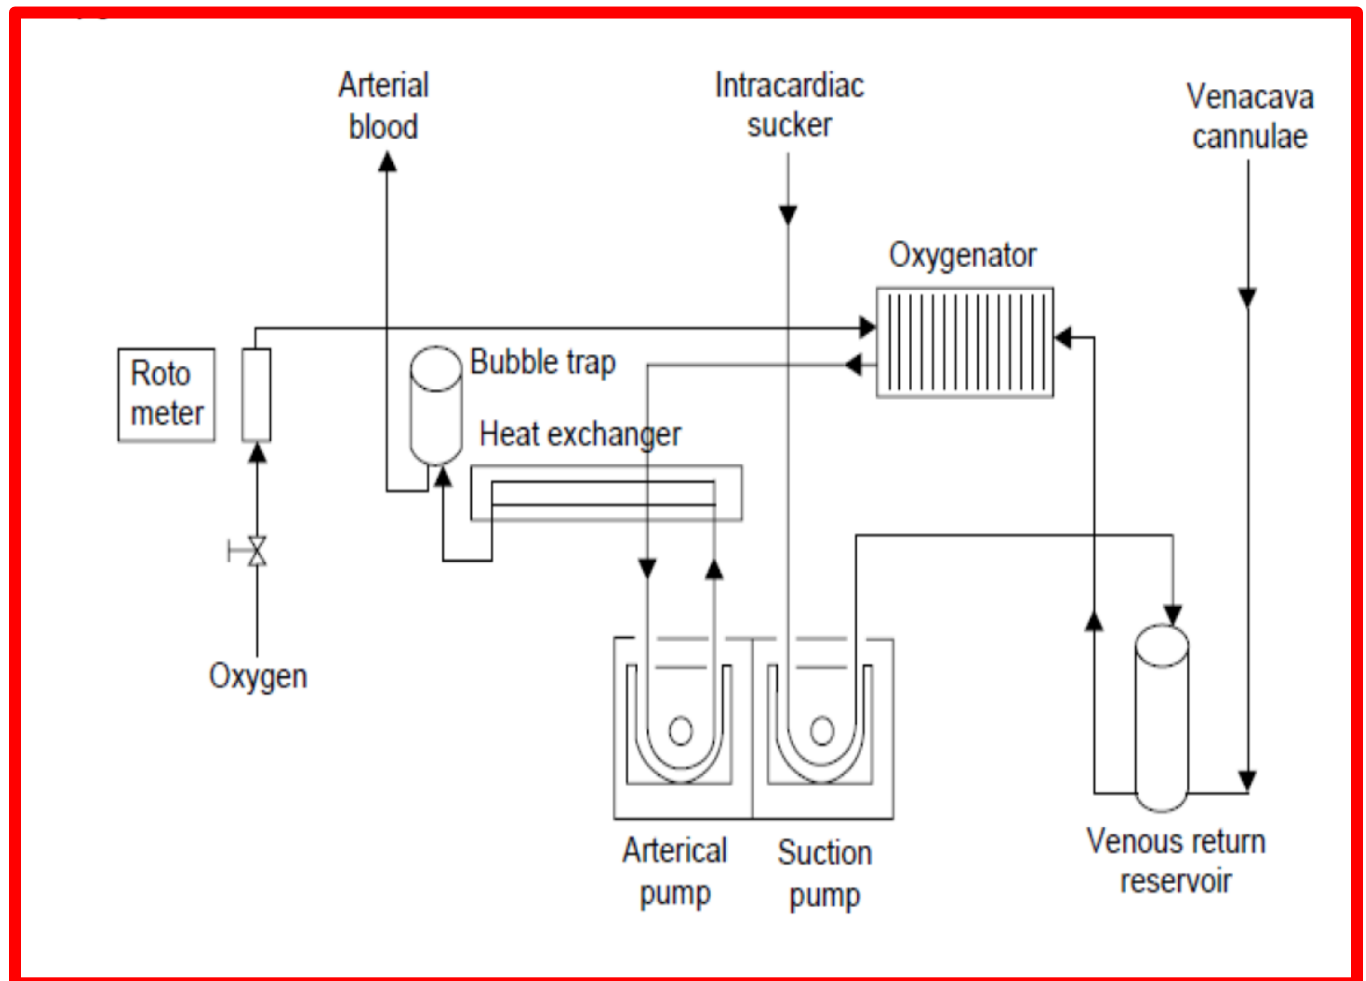 Arterial
blood
Intracardiac
sucker
Venacava
cannulae
Oxygenator
Roto
meter
Bubble trap
Heat exchanger
Oxygen
Arterical
pump
Suction
pump
Venous return
reservoir